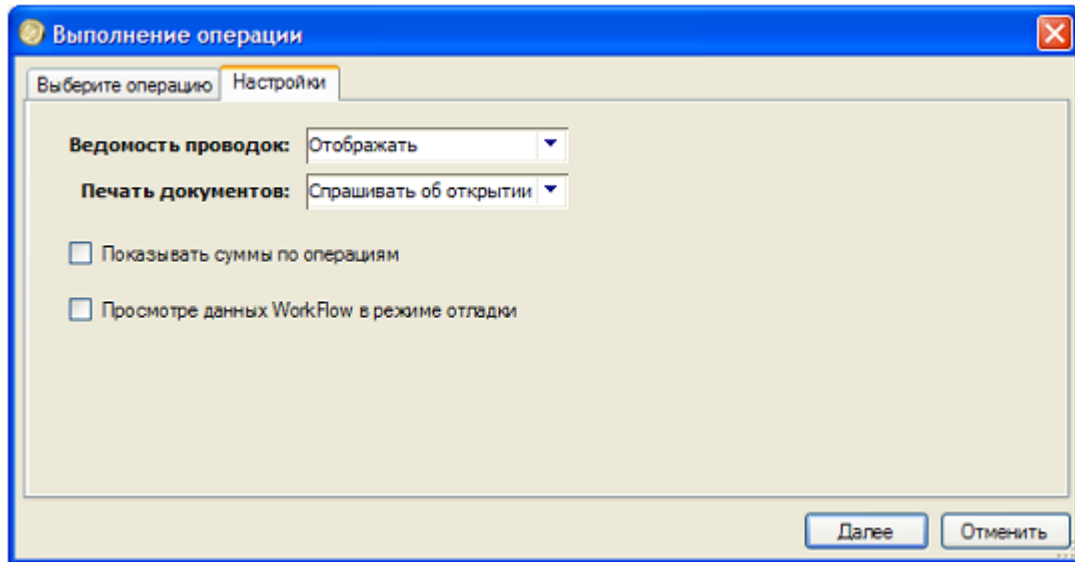 Выполнение операции
Выберите операцию Настройки
Ведомость проводок: Отображать
Печать документов: Спрашивать об открытии
Показывать суммы по операциям
Просмотре данных WorkFlow в режиме отладки
Далее Отменить